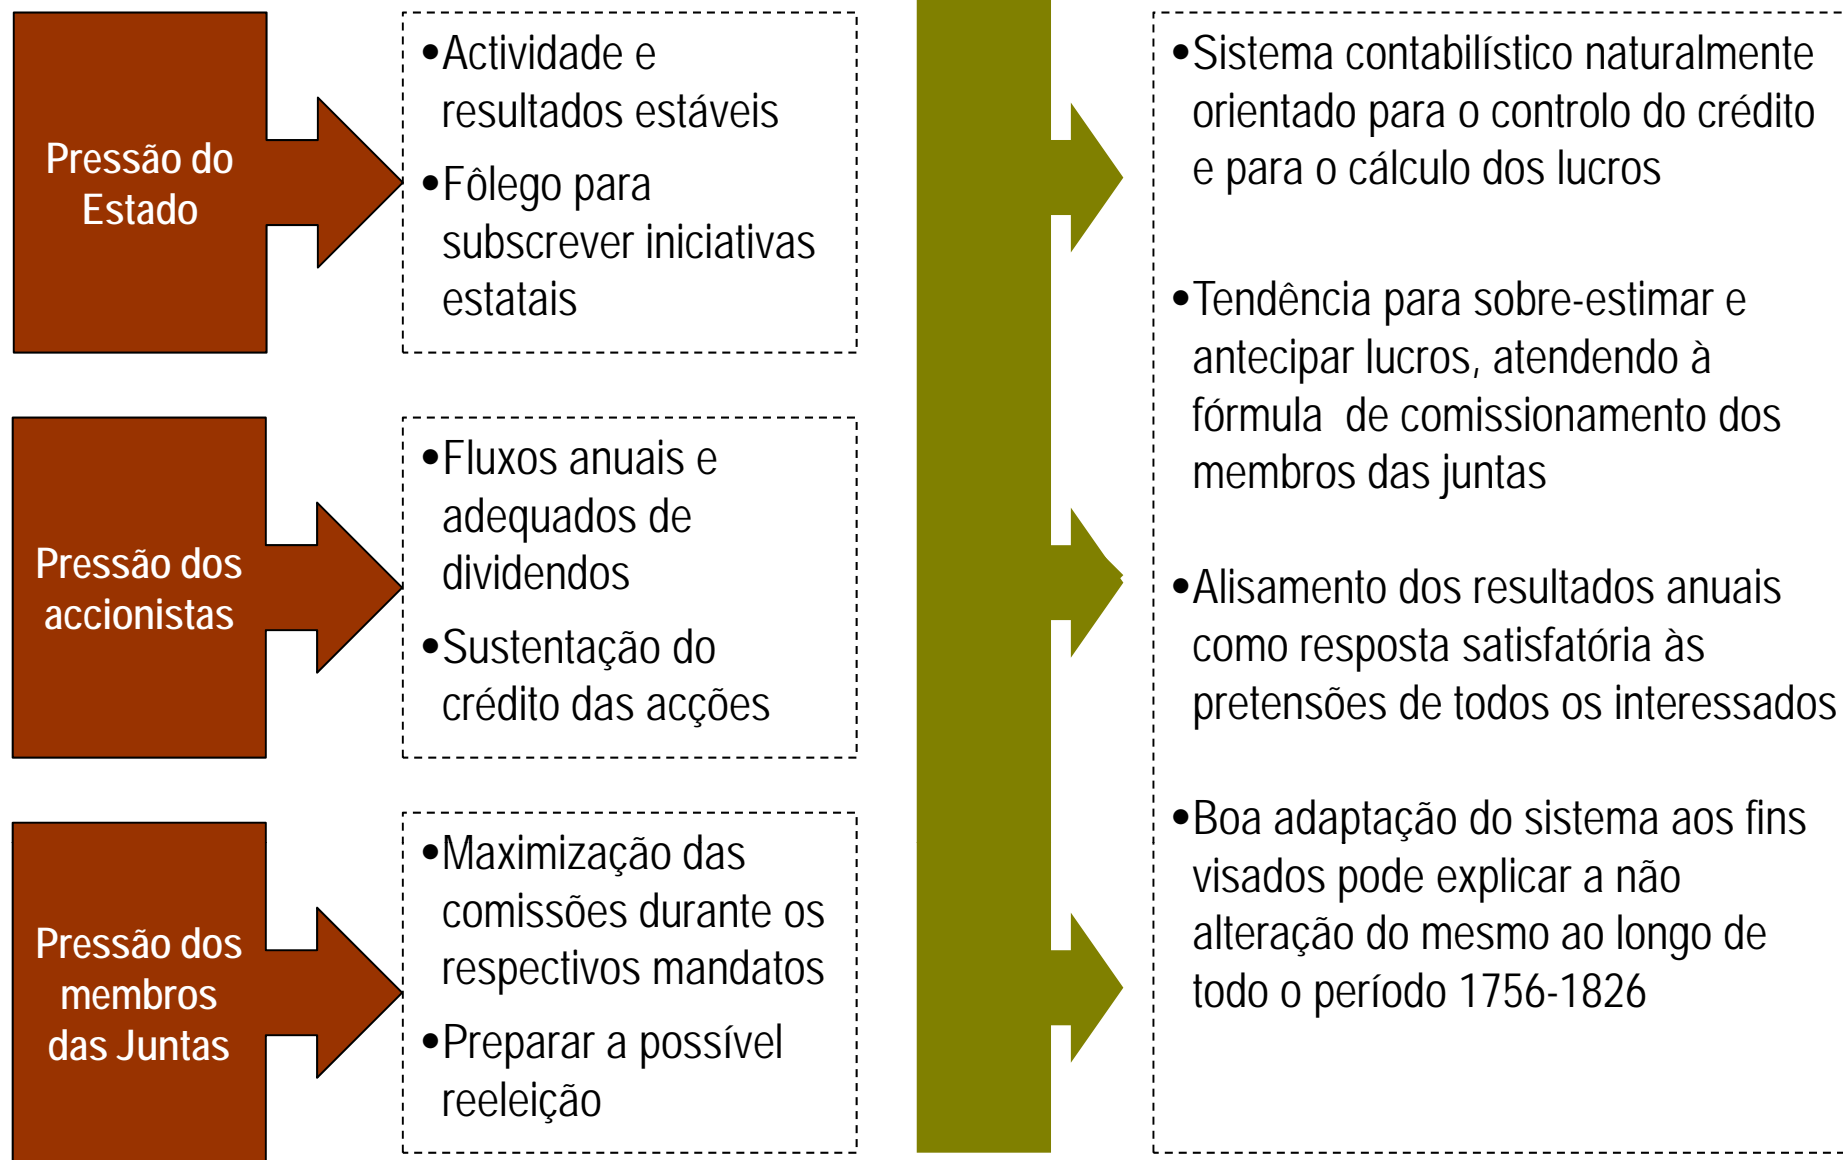 Pressão do
Estado
•Actividade e
resultados estáveis
•Fôlego para
subscrever iniciativas
estatais
Pressão dos
accionistas
•Fluxos anuais e
adequados de
dividendos
•Sustentação do
crédito das acções
Pressão dos
membros
das Juntas
•Maximização das
comissões durante os
respectivos mandatos
•Preparar a possível
reeleição
•Sistema contabilístico naturalmente
orientado para o controlo do crédito
e para o cálculo dos lucros
•Tendência para sobre-estimar e
antecipar lucros, atendendo à
fórmula  de comissionamento dos
membros das juntas
•Alisamento dos resultados anuais
como resposta satisfatória às
pretensões de todos os interessados
•Boa adaptação do sistema aos fins
visados pode explicar a não
alteração do mesmo ao longo de
todo o período 1756-1826